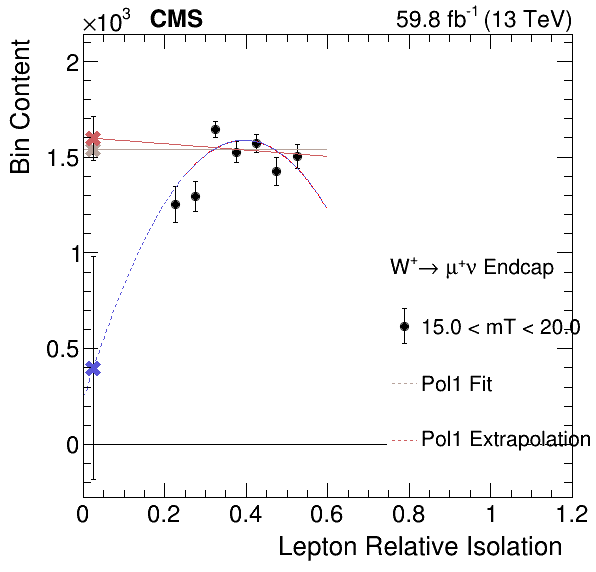 ×10³ CMS 59.8 fb⁻¹ (13 TeV)
Bin Content
2
1.5
1
0.5
0
W⁺→ μ⁺ν Endcap
15.0 < mT < 20.0
Pol1 Fit
Pol1 Extrapolation
0 0.2 0.4 0.6 0.8 1 1.2
Lepton Relative Isolation